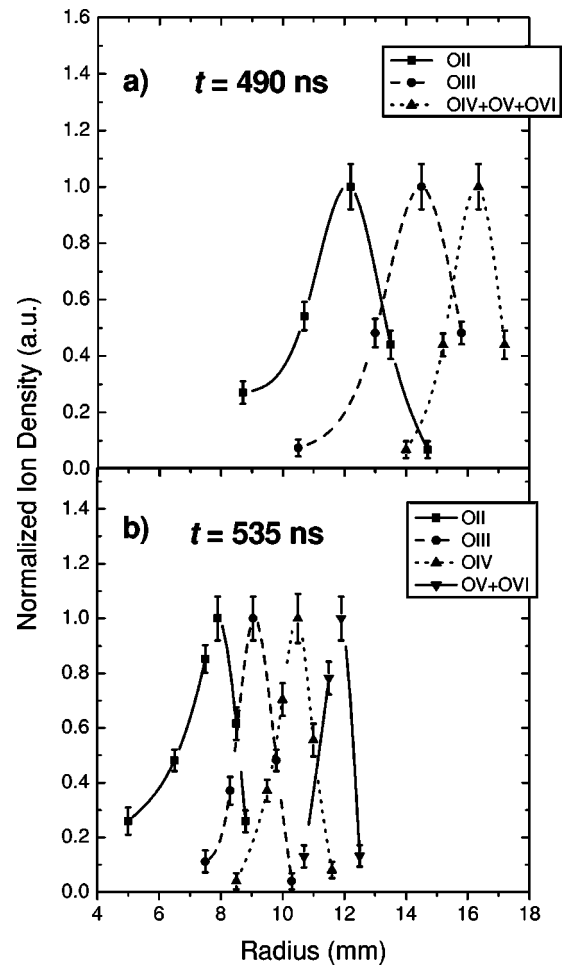 1.6
1.4
1.2
1.0
0.8
0.6
0.4
0.2
0.0
a) t = 490 ns
OII
OIII
OIV+OV+OVI
Normalized Ion Density (a.u.)
1.4
1.2
1.0
0.8
0.6
0.4
0.2
0.0
b) t = 535 ns
OII
OIII
OIV
OV+OVI
4 6 8 10 12 14 16 18
Radius (mm)